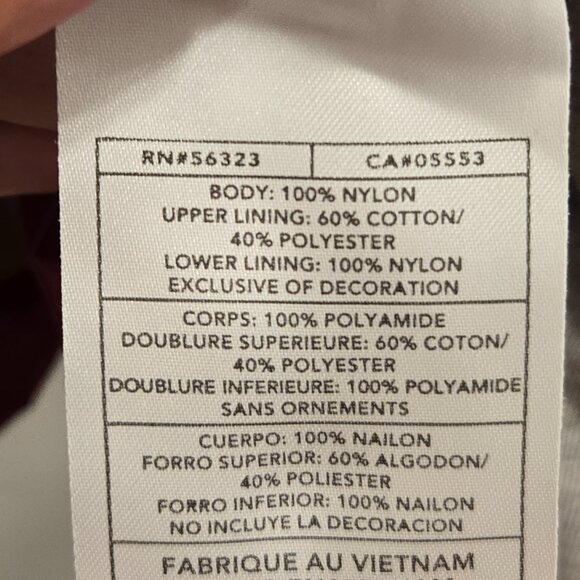 RN#56323 CA#05553
BODY: 100% NYLON
UPPER LINING: 60% COTTON/
40% POLYESTER
LOWER LINING: 100% NYLON
EXCLUSIVE OF DECORATION
CORPS: 100% POLYAMIDE
DOUBLURE SUPERIEURE: 60% COTON/
40% POLYESTER
DOUBLURE INFERIEURE: 100% POLYAMIDE
SANS ORNEMENTS
CUERPO: 100% NAILON
FORRO SUPERIOR: 60% ALGODON/
40% POLIESTER
FORRO INFERIOR: 100% NAILON
NO INCLUYE LA DECORACION
FABRIQUE AU VIETNAM